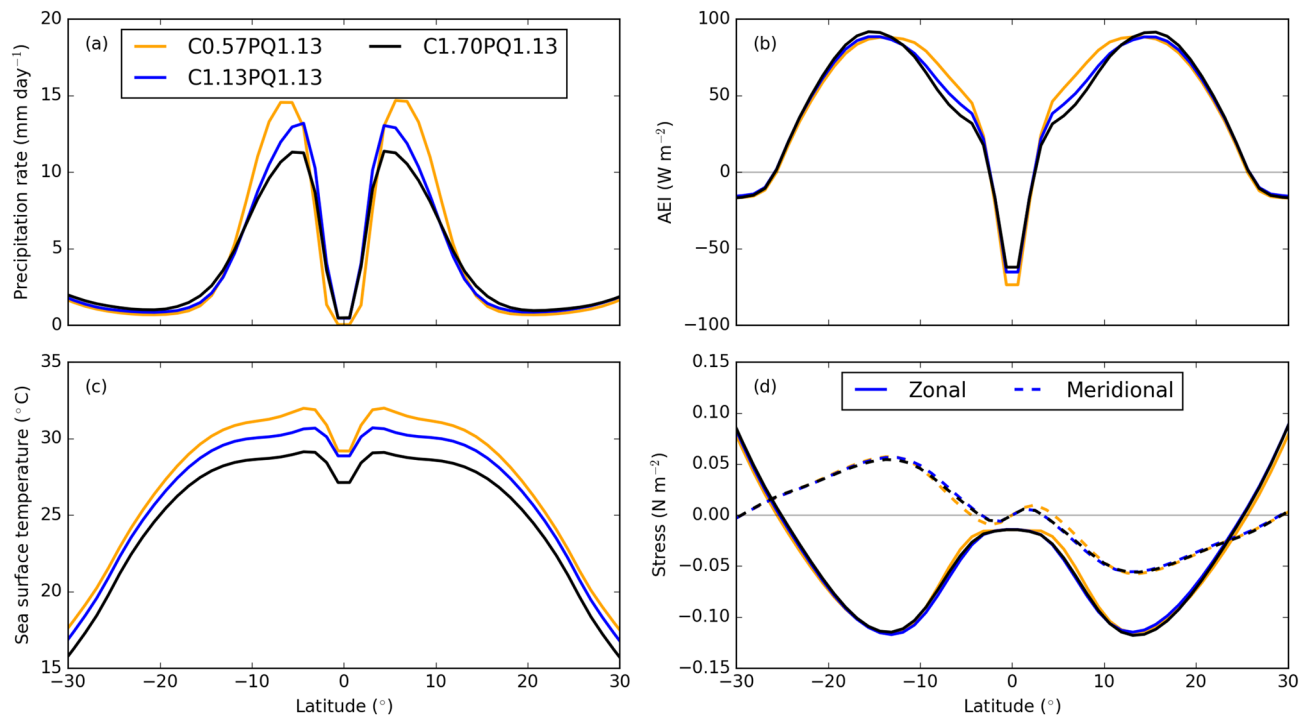 (a)
C0.57PQ1.13
C1.70PQ1.13
C1.13PQ1.13
Precipitation rate (mm day⁻¹)
20
15
10
5
0
(b)
AEI (W m⁻²)
100
50
0
−50
−100
(c)
Sea surface temperature (°C)
35
30
25
20
15
−30
−20
−10
0
10
20
30
Latitude (°)
(d)
Zonal
Meridional
Stress (N m⁻²)
0.15
0.10
0.05
0.00
−0.05
−0.10
−0.15
−30
−20
−10
0
10
20
30
Latitude (°)